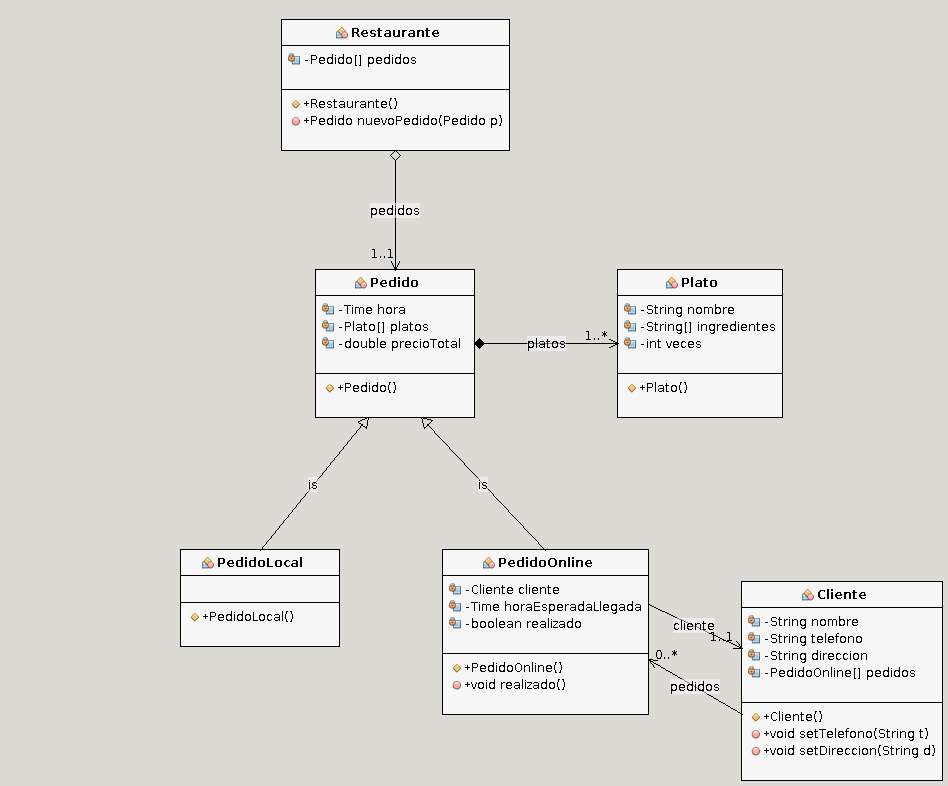 Restaurante
-Pedido[] pedidos
+Restaurante()
+Pedido nuevoPedido(Pedido p)
pedidos
1..1
Pedido
-Time hora
-Plato[] platos
-double precioTotal
+Pedido()
platos
1..*
Plato
-String nombre
-String[] ingredientes
-int veces
+Plato()
is
is
PedidoLocal
+PedidoLocal()
PedidoOnline
-Cliente cliente
-Time horaEsperadaLlegada
-boolean realizado
+PedidoOnline()
+void realizado()
cliente
1..1
0..*
pedidos
Cliente
-String nombre
-String telefono
-String direccion
-PedidoOnline[] pedidos
+Cliente()
+void setTelefono(String t)
+void setDireccion(String d)